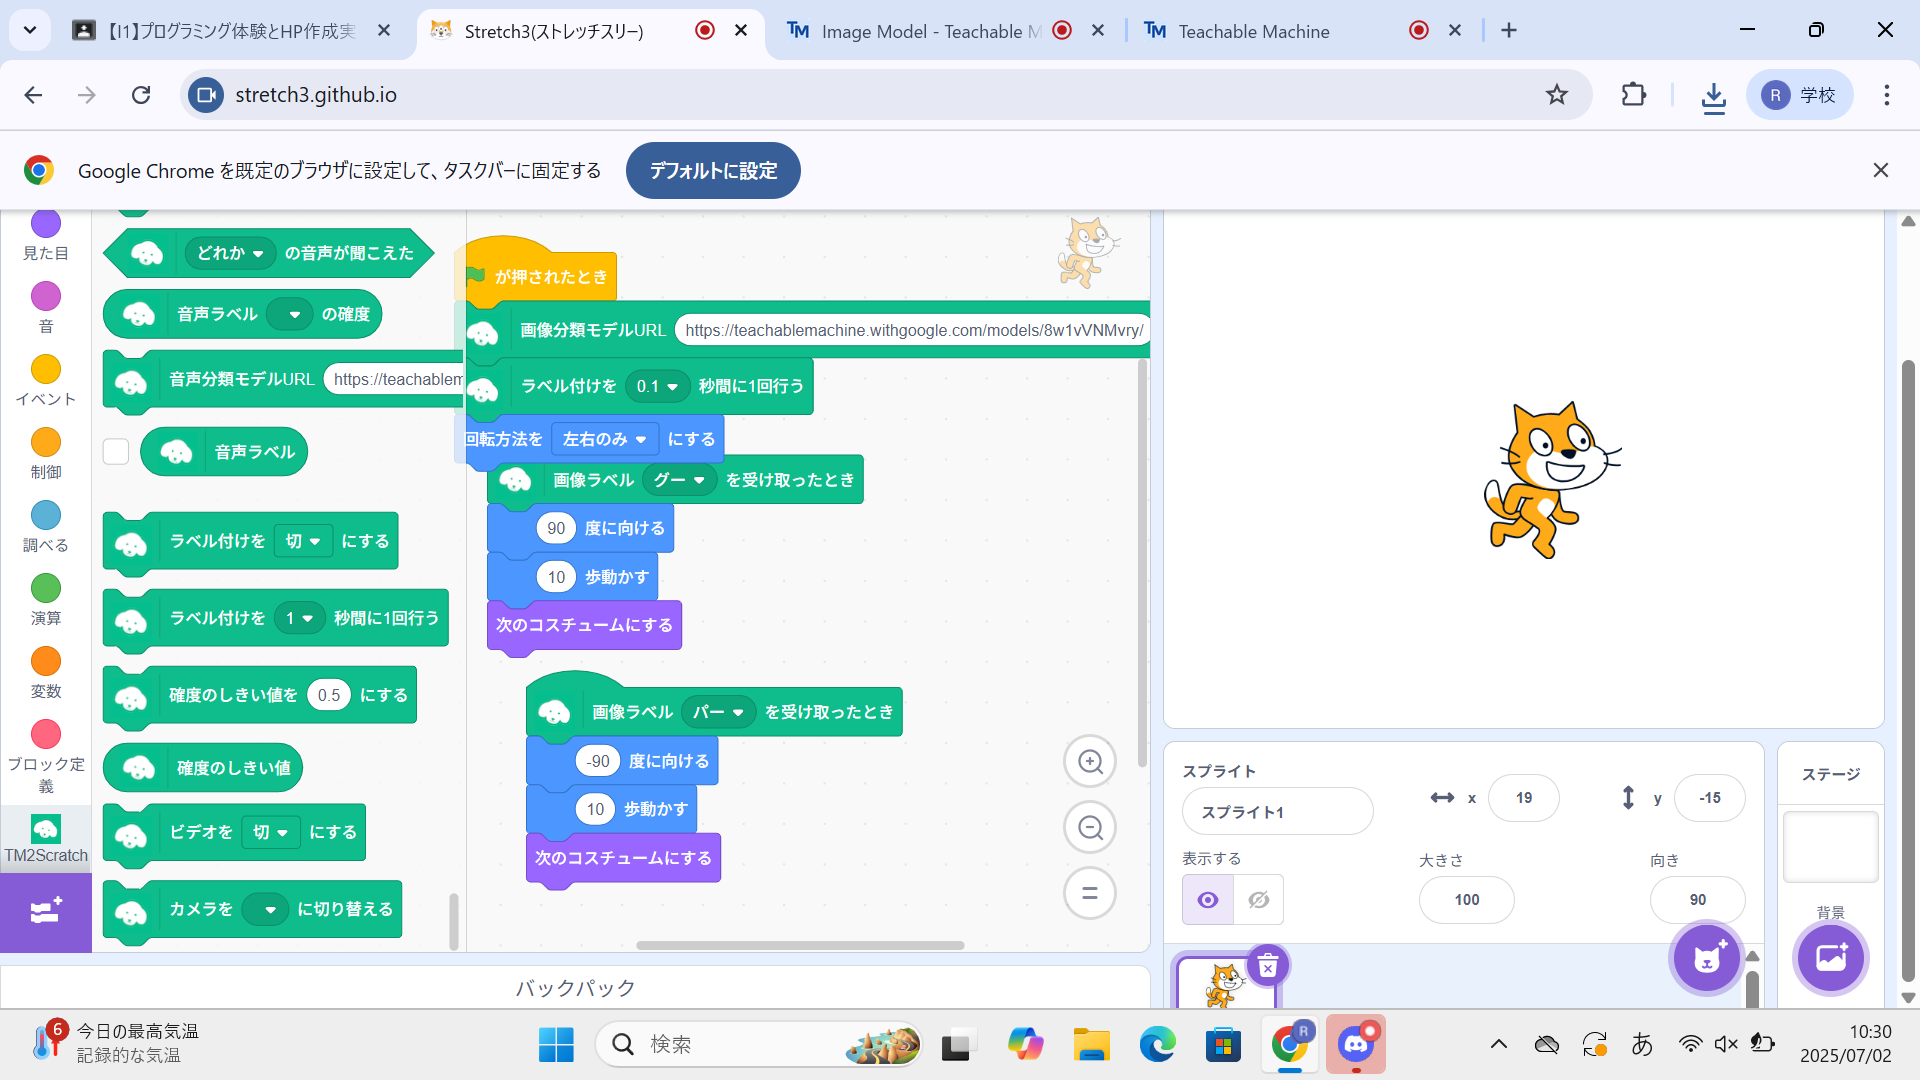 【I1】プログラミング体験とHP作成実
Stretch3(ストレッチスリー)
Image Model - Teachable M
Teachable Machine
stretch3.github.io
R 学校
Google Chrome を既定のブラウザに設定して、タスクバーに固定する
デフォルトに設定
見た目
音
イベント
制御
調べる
演算
変数
ブロック定義
TM2Scratch
どれか の音声が聞こえた
音声ラベル の確度
音声分類モデルURL https://teachablem
音声ラベル
ラベル付けを 切 にする
ラベル付けを 1 秒間に1回行う
確度のしきい値を 0.5 にする
確度のしきい値
ビデオを 切 にする
カメラを に切り替える
が押されたとき
画像分類モデルURL https://teachablemachine.withgoogle.com/models/8w1vVNMvry/
ラベル付けを 0.1 秒間に1回行う
回転方法を 左右のみ にする
画像ラベル グー を受け取ったとき
90 度に向ける
10 歩動かす
次のコスチュームにする
画像ラベル パー を受け取ったとき
-90 度に向ける
10 歩動かす
次のコスチュームにする
バックパック
スプライト
スプライト1
x 19
y -15
表示する
大きさ
100
向き
90
ステージ
背景
6
今日の最高気温
記録的な気温
検索
R
あ
10:30
2025/07/02